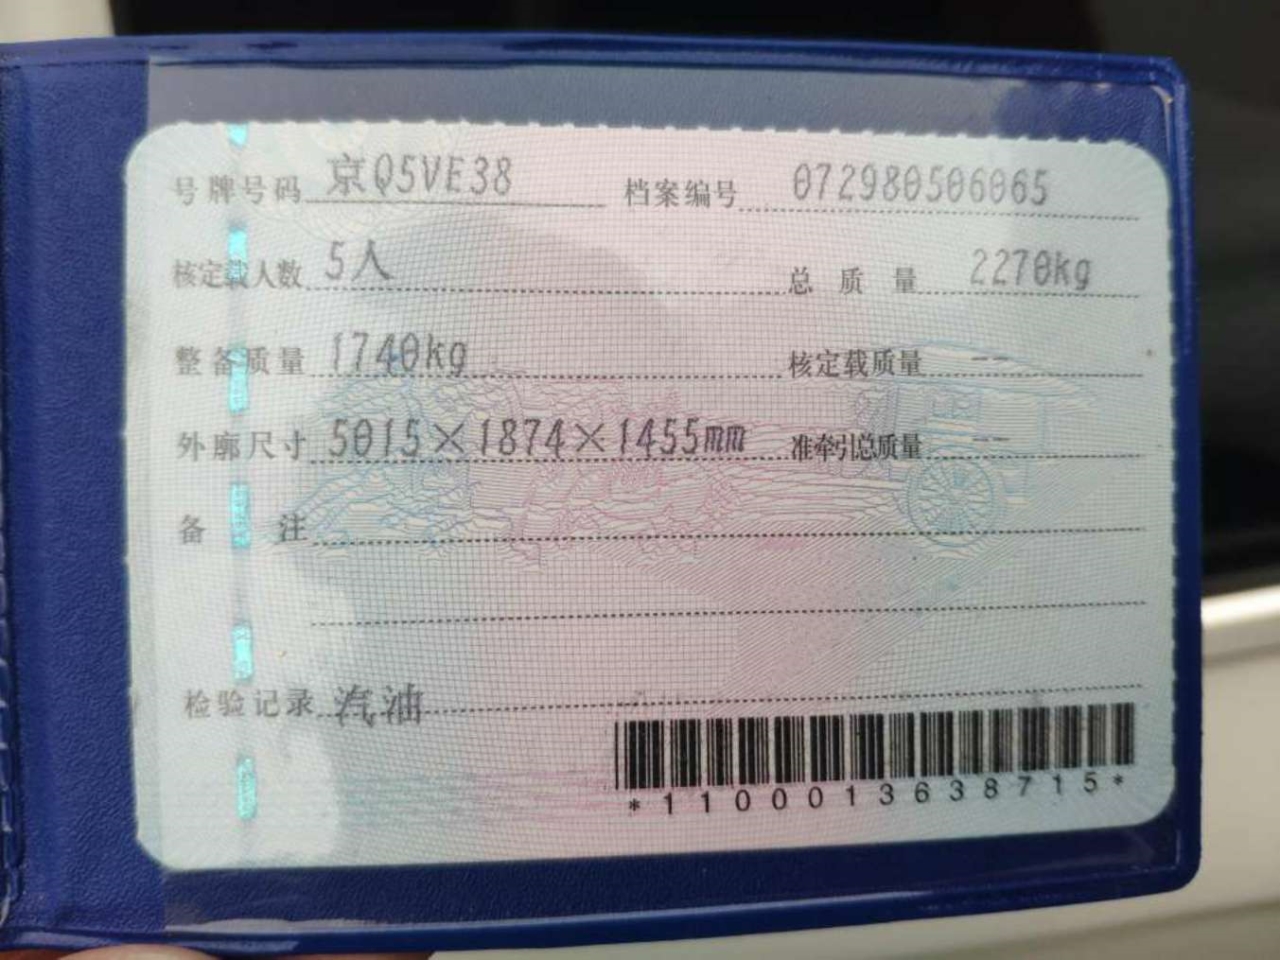 号牌号码 京Q5VE38 档案编号 072980506065
核定载人数 5人 总质量 2270kg
整备质量 1740kg 核定载质量 --
外廓尺寸 5015×1874×1455mm 准牵引总质量 --
备注
检验记录 汽油
*1100013638715*